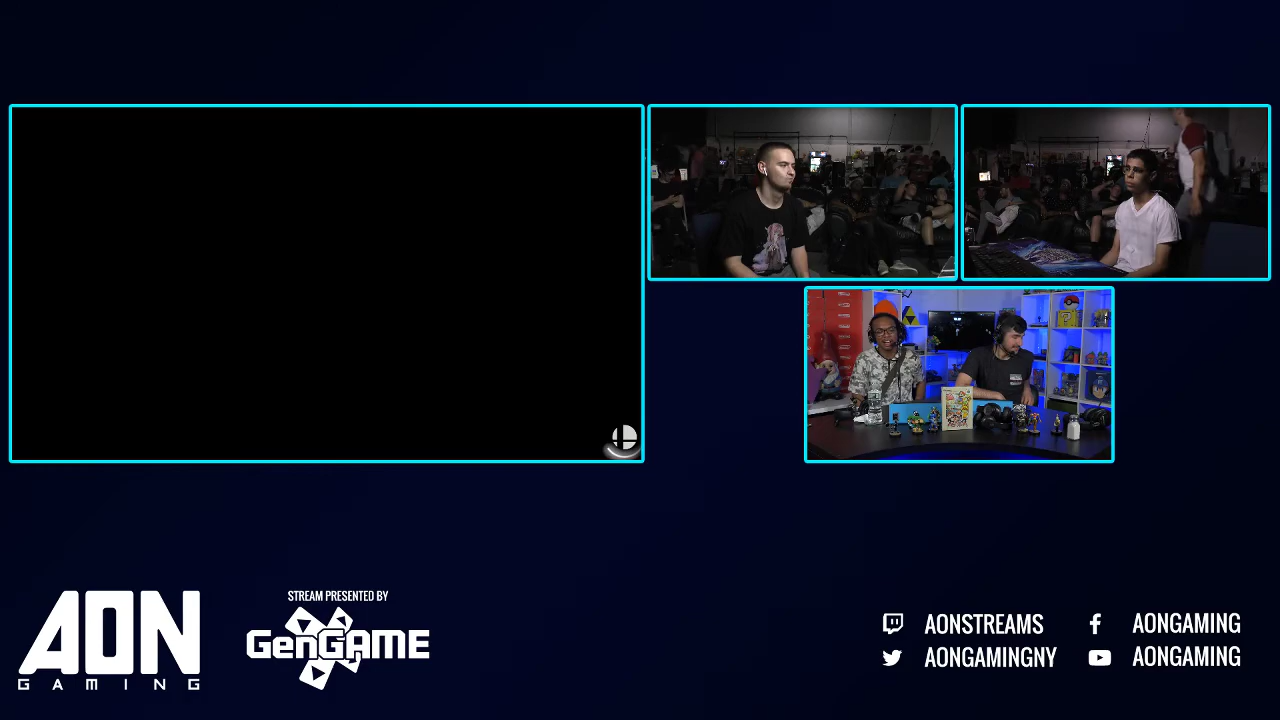 AON
GAMING
STREAM PRESENTED BY
GenGAME
AONSTREAMS
AONGAMING
AONGAMINGNY
AONGAMING